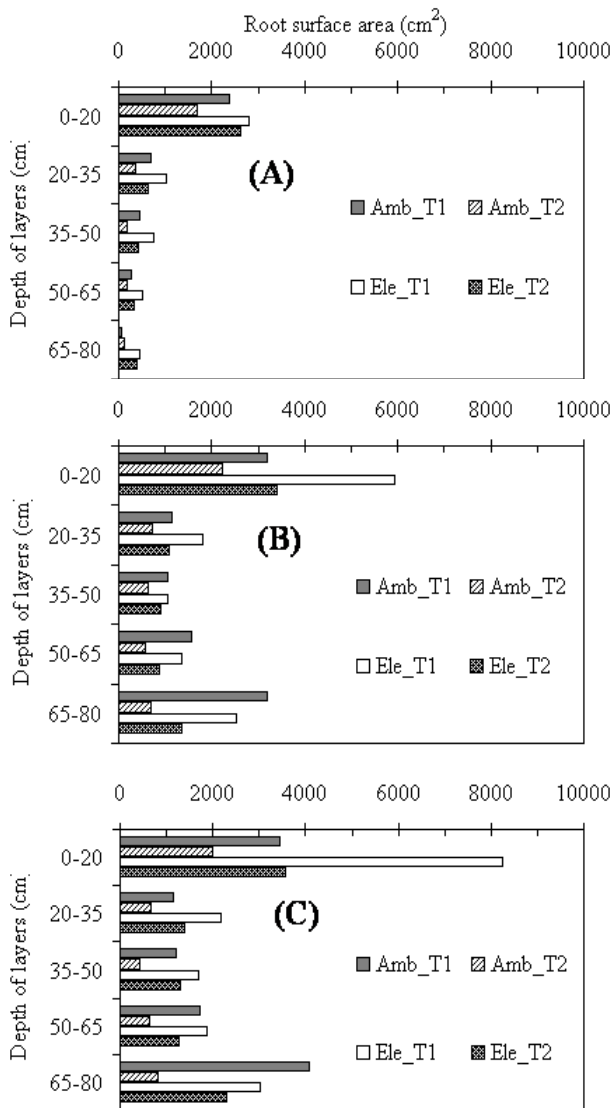 Root surface area (cm2)
0 2000 4000 6000 8000 10000
Depth of layers (cm)
0-20
20-35
35-50
50-65
65-80
(A)
Amb_T1 Amb_T2
Ele_T1 Ele_T2
0 2000 4000 6000 8000 10000
Depth of layers (cm)
0-20
20-35
35-50
50-65
65-80
(B)
Amb_T1 Amb_T2
Ele_T1 Ele_T2
0 2000 4000 6000 8000 10000
Depth of layers (cm)
0-20
20-35
35-50
50-65
65-80
(C)
Amb_T1 Amb_T2
Ele_T1 Ele_T2